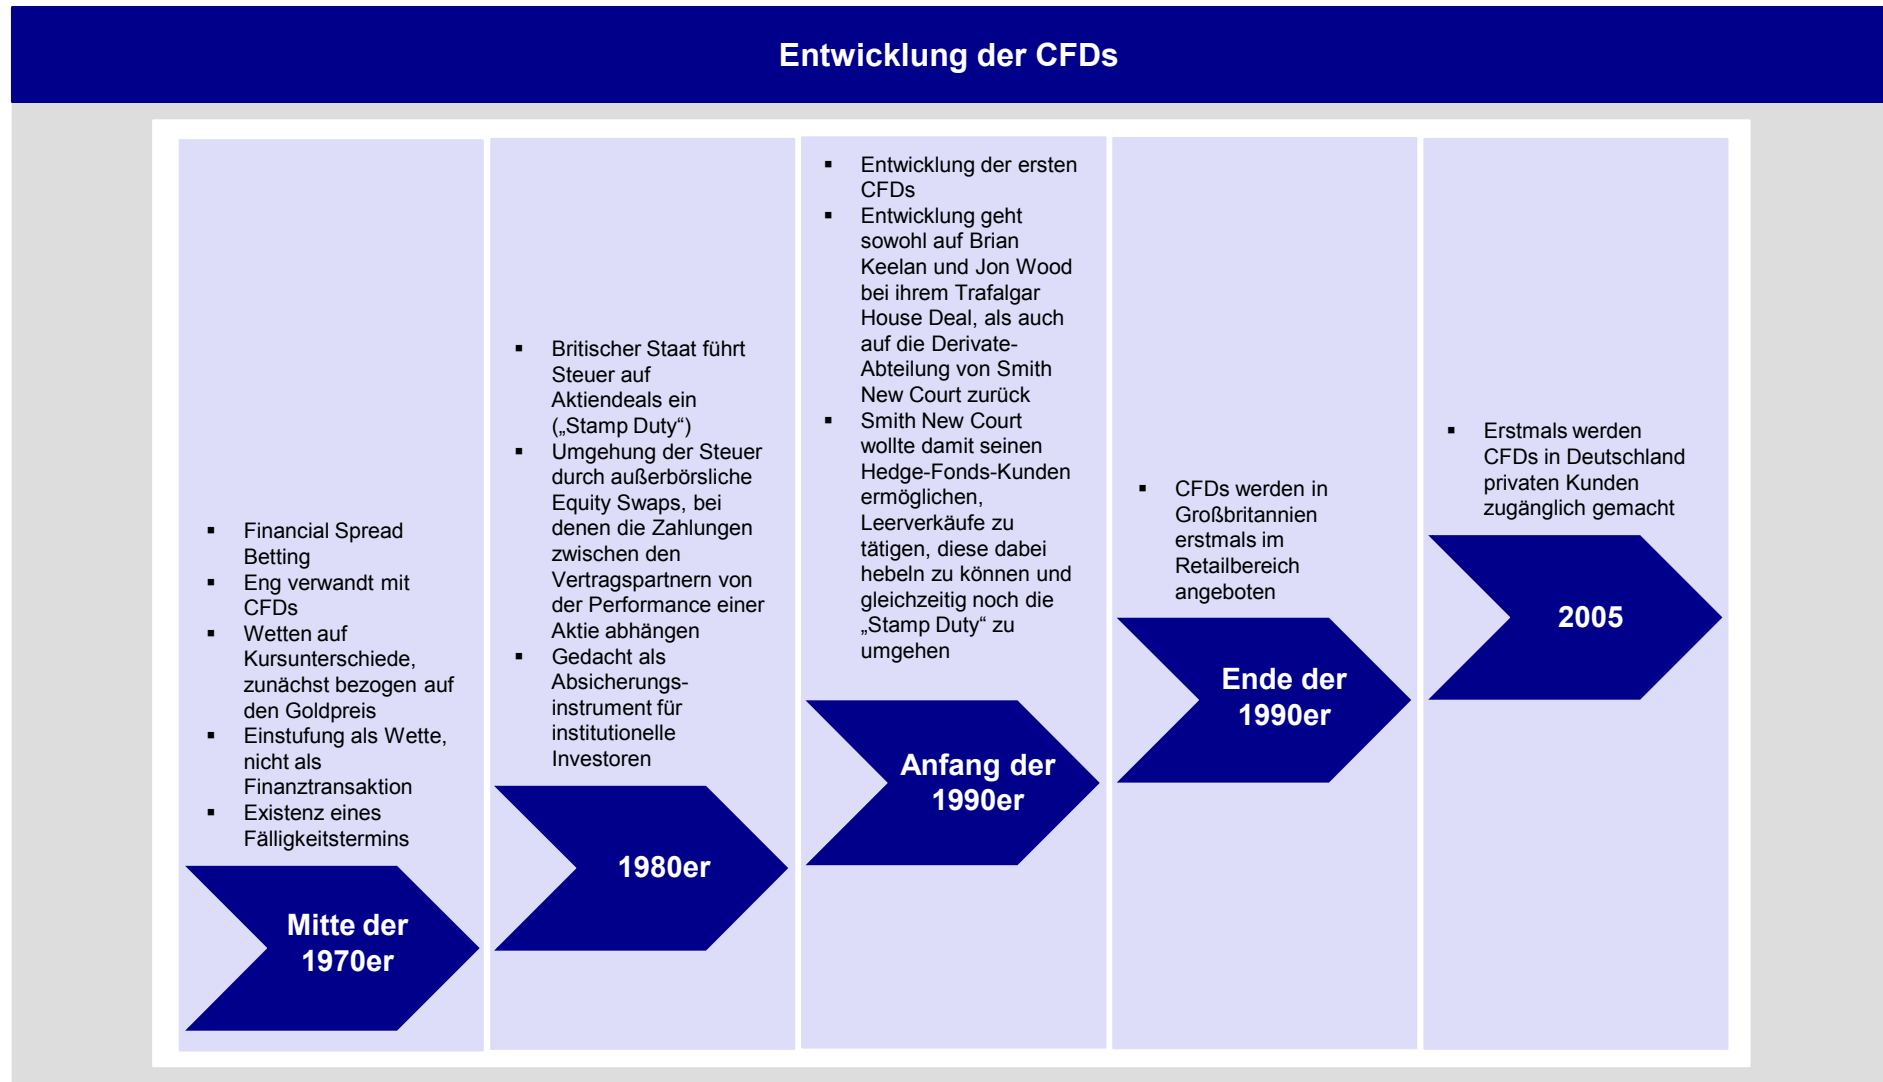 Entwicklung der CFDs
▪ Financial Spread
Betting
▪ Eng verwandt mit
CFDs
▪ Wetten auf
Kursunterschiede,
zunächst bezogen auf
den Goldpreis
▪ Einstufung als Wette,
nicht als
Finanztransaktion
▪ Existenz eines
Fälligkeitstermins
Mitte der
1970er
▪ Britischer Staat führt
Steuer auf
Aktiendeals ein
(„Stamp Duty“)
▪ Umgehung der Steuer
durch außerbörsliche
Equity Swaps, bei
denen die Zahlungen
zwischen den
Vertragspartnern von
der Performance einer
Aktie abhängen
▪ Gedacht als
Absicherungs-
instrument für
institutionelle
Investoren
1980er
▪ Entwicklung der ersten
CFDs
▪ Entwicklung geht
sowohl auf Brian
Keelan und Jon Wood
bei ihrem Trafalgar
House Deal, als auch
auf die Derivate-
Abteilung von Smith
New Court zurück
▪ Smith New Court
wollte damit seinen
Hedge-Fonds-Kunden
ermöglichen,
Leerverkäufe zu
tätigen, diese dabei
hebeln zu können und
gleichzeitig noch die
„Stamp Duty“ zu
umgehen
Anfang der
1990er
▪ CFDs werden in
Großbritannien
erstmals im
Retailbereich
angeboten
Ende der
1990er
▪ Erstmals werden
CFDs in Deutschland
privaten Kunden
zugänglich gemacht
2005